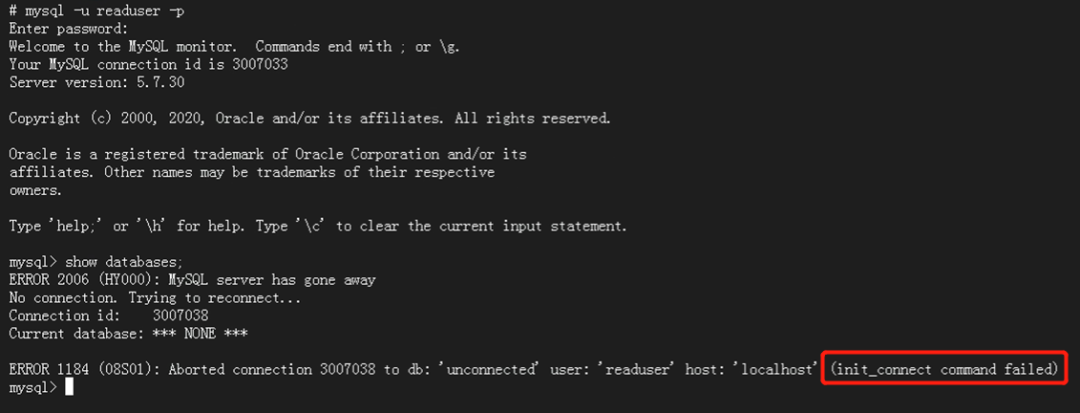 # mysql -u readuser -p
Enter password:
Welcome to the MySQL monitor.  Commands end with ; or \g.
Your MySQL connection id is 3007033
Server version: 5.7.30
Copyright (c) 2000, 2020, Oracle and/or its affiliates. All rights reserved.
Oracle is a registered trademark of Oracle Corporation and/or its
affiliates. Other names may be trademarks of their respective
owners.
Type 'help;' or '\h' for help. Type '\c' to clear the current input statement.
mysql> show databases;
ERROR 2006 (HY000): MySQL server has gone away
No connection. Trying to reconnect...
Connection id:    3007038
Current database: *** NONE ***
ERROR 1184 (08S01): Aborted connection 3007038 to db: 'unconnected' user: 'readuser' host: 'localhost' (init_connect command failed)
mysql>